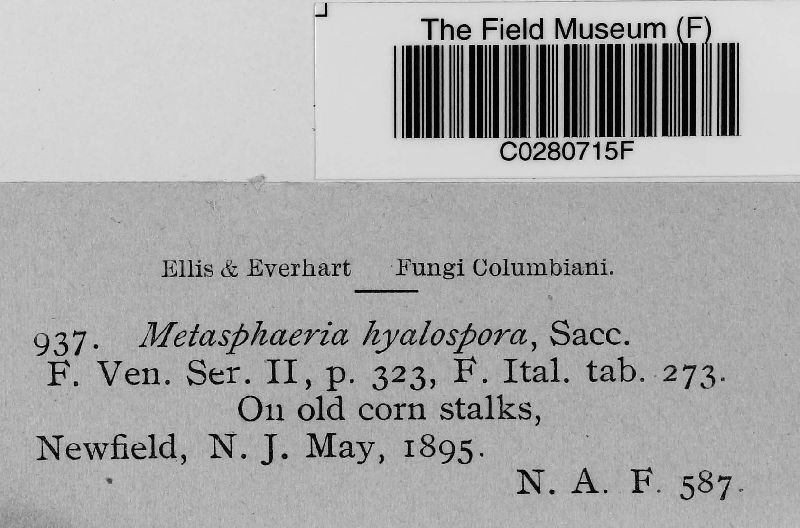 The Field Museum (F)
C0280715F
Ellis & Everhart Fungi Columbiani.
937. Metasphaeria hyalospora, Sacc.
F. Ven. Ser. II, p. 323, F. Ital. tab. 273.
On old corn stalks,
Newfield, N. J. May, 1895.
N. A. F. 587.